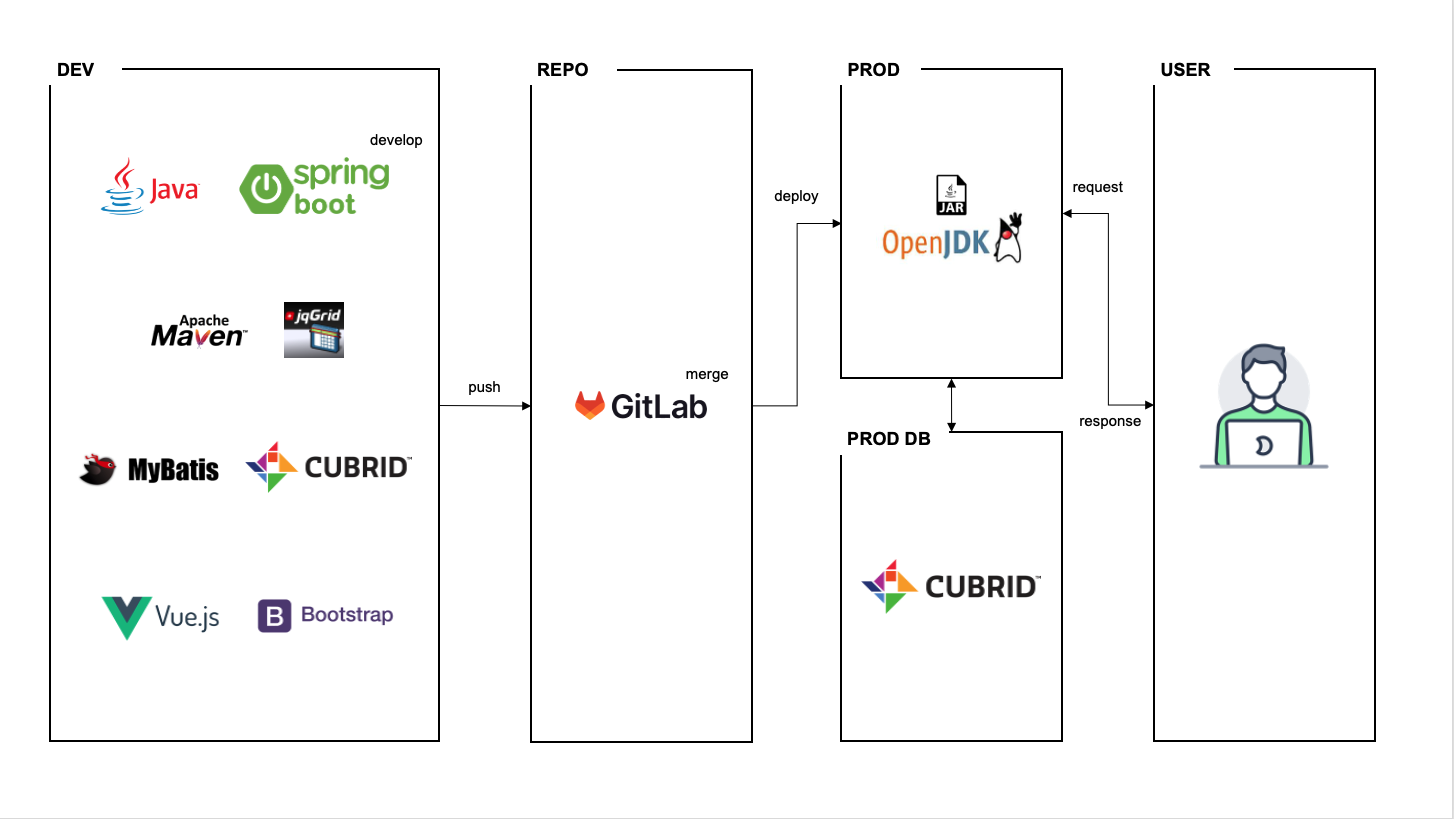 DEV
REPO
PROD
USER
develop
Java
spring
boot
deploy
request
JAR
OpenJDK
Apache
Maven™
jqGrid
push
merge
GitLab
response
PROD DB
MyBatis
CUBRID™
CUBRID™
Vue.js
B Bootstrap